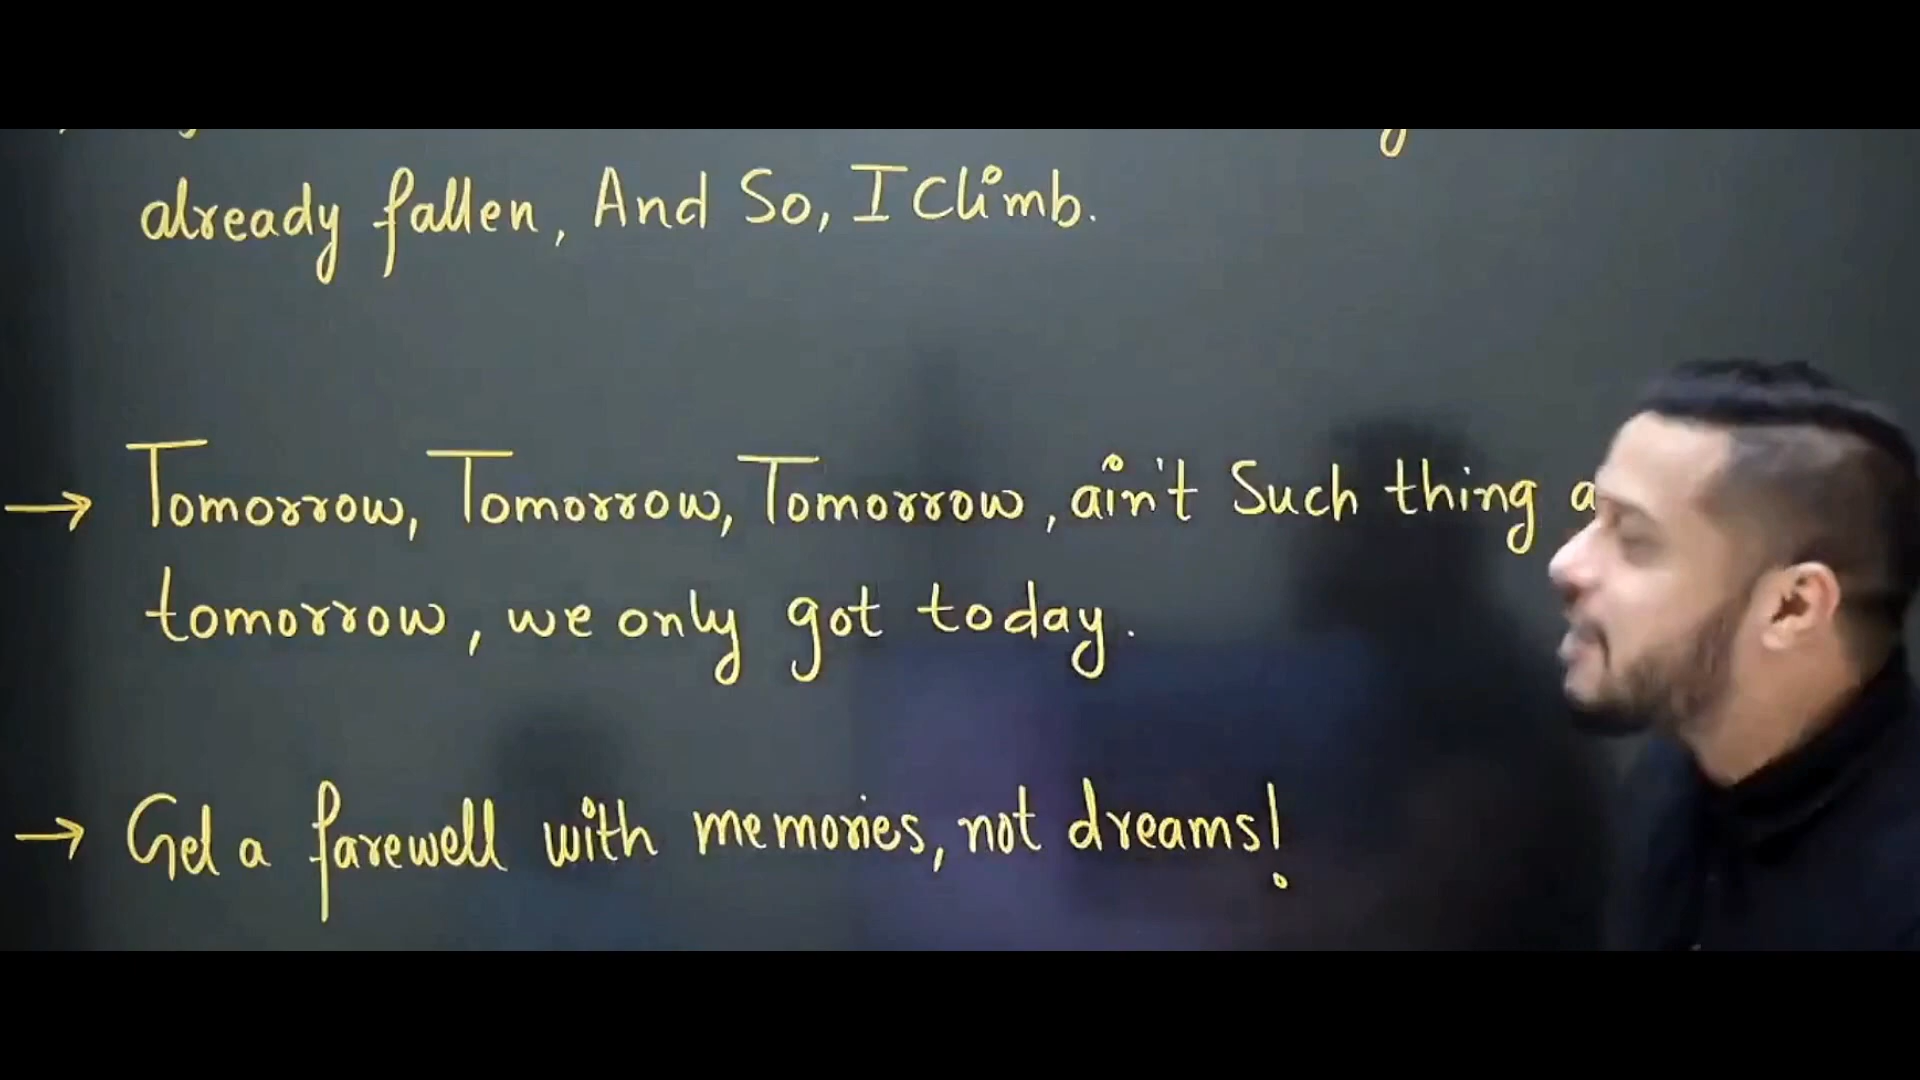 already fallen, And So, I Climb.
→ Tomorrow, Tomorrow, Tomorrow, ain't Such thing
tomorrow, we only got today.
→ Get a farewell with memories, not dreams!